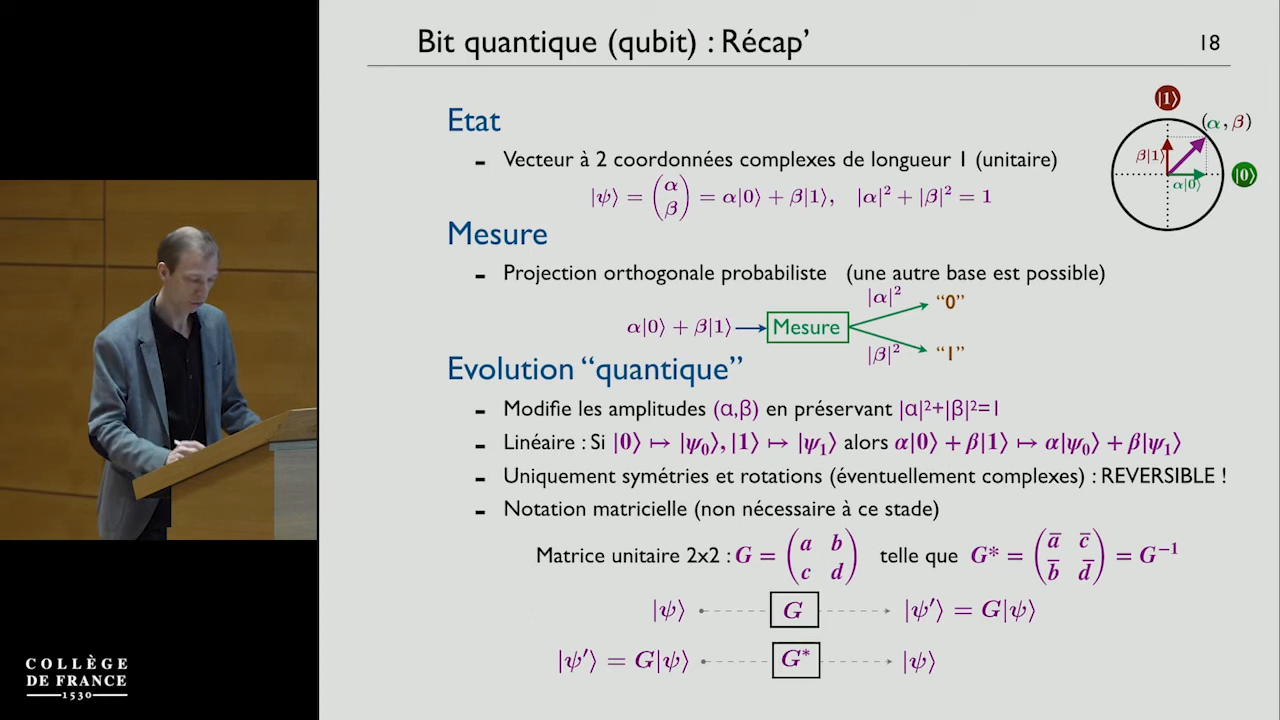 Bit quantique (qubit) : Récap’
18
Etat
- Vecteur à 2 coordonnées complexes de longueur 1 (unitaire)
|ψ⟩ = (α β) = α|0⟩ + β|1⟩, |α|² + |β|² = 1
|1⟩
(α, β)
β|1⟩
α|0⟩
|0⟩
Mesure
- Projection orthogonale probabiliste (une autre base est possible)
α|0⟩ + β|1⟩
Mesure
|α|²
“0”
|β|²
“1”
Evolution “quantique”
- Modifie les amplitudes (α,β) en préservant |α|²+|β|²=1
- Linéaire : Si |0⟩ ↦ |ψ₀⟩, |1⟩ ↦ |ψ₁⟩ alors α|0⟩ + β|1⟩ ↦ α|ψ₀⟩ + β|ψ₁⟩
- Uniquement symétries et rotations (éventuellement complexes) : REVERSIBLE !
- Notation matricielle (non nécessaire à ce stade)
Matrice unitaire 2x2 : G = (a b c d) telle que G* = (a̅ c̅ b̅ d̅) = G⁻¹
|ψ⟩ G |ψ′⟩ = G|ψ⟩
|ψ′⟩ = G|ψ⟩ G* |ψ⟩
COLLÈGE
DE FRANCE
1530